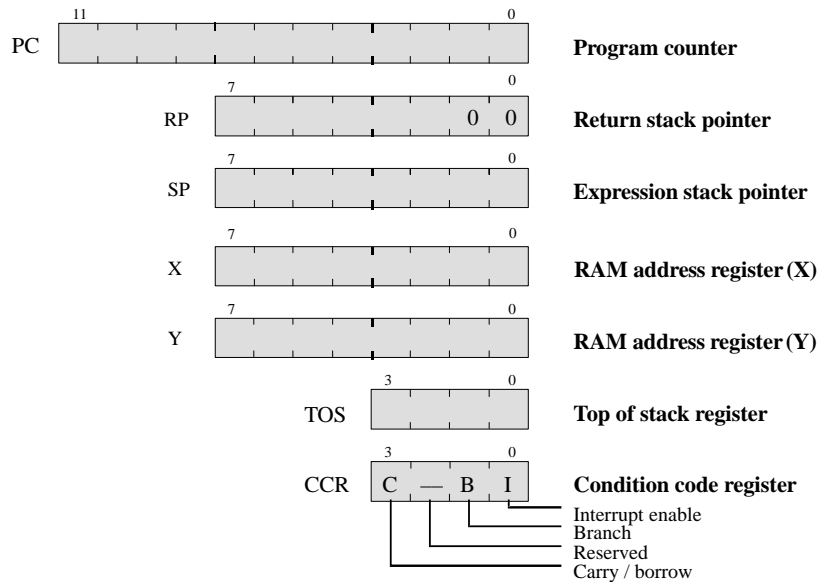 11 0
PC Program counter
7 0
RP 0 0 Return stack pointer
7 0
SP Expression stack pointer
7 0
X RAM address register (X)
7 0
Y RAM address register (Y)
3 0
TOS Top of stack register
3 0
CCR C — B I Condition code register
Interrupt enable
Branch
Reserved
Carry / borrow